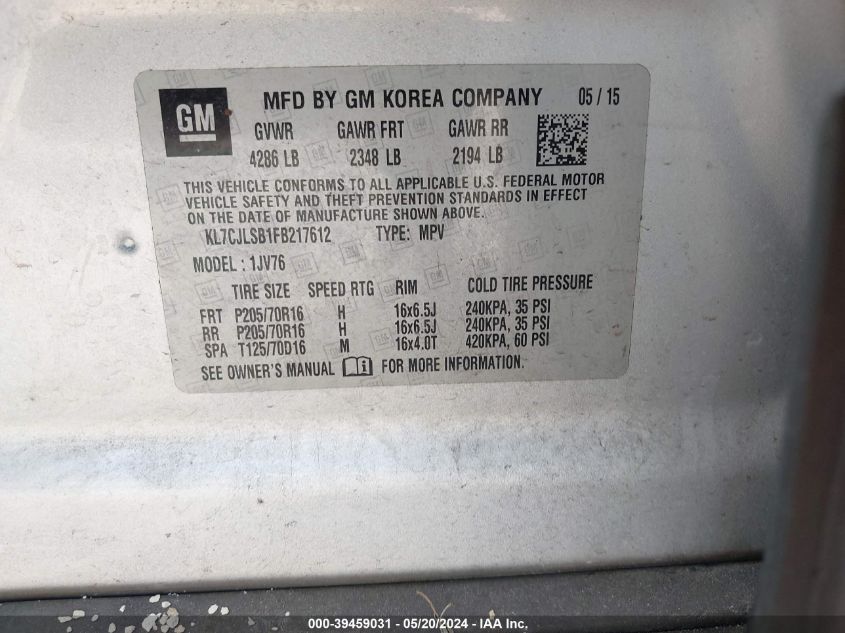 GM MFD BY GM KOREA COMPANY 05 / 15
GVWR GAWR FRT GAWR RR
4286 LB 2348 LB 2194 LB
THIS VEHICLE CONFORMS TO ALL APPLICABLE U.S. FEDERAL MOTOR
VEHICLE SAFETY AND THEFT PREVENTION STANDARDS IN EFFECT
ON THE DATE OF MANUFACTURE SHOWN ABOVE.
KL7CJLSB1FB217612 TYPE: MPV
MODEL : 1JV76
TIRE SIZE SPEED RTG RIM COLD TIRE PRESSURE
FRT P205/70R16 H 16x6.5J 240KPA, 35 PSI
RR P205/70R16 H 16x6.5J 240KPA, 35 PSI
SPA T125/70D16 M 16x4.0T 420KPA, 60 PSI
SEE OWNER'S MANUAL FOR MORE INFORMATION.
000-39459031 - 05/20/2024 - IAA Inc.